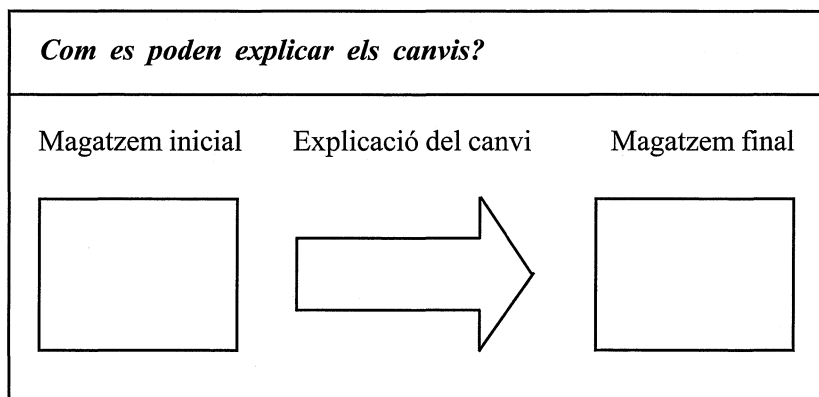 Com es poden explicar els canvis?
Magatzem inicial Explicació del canvi Magatzem final